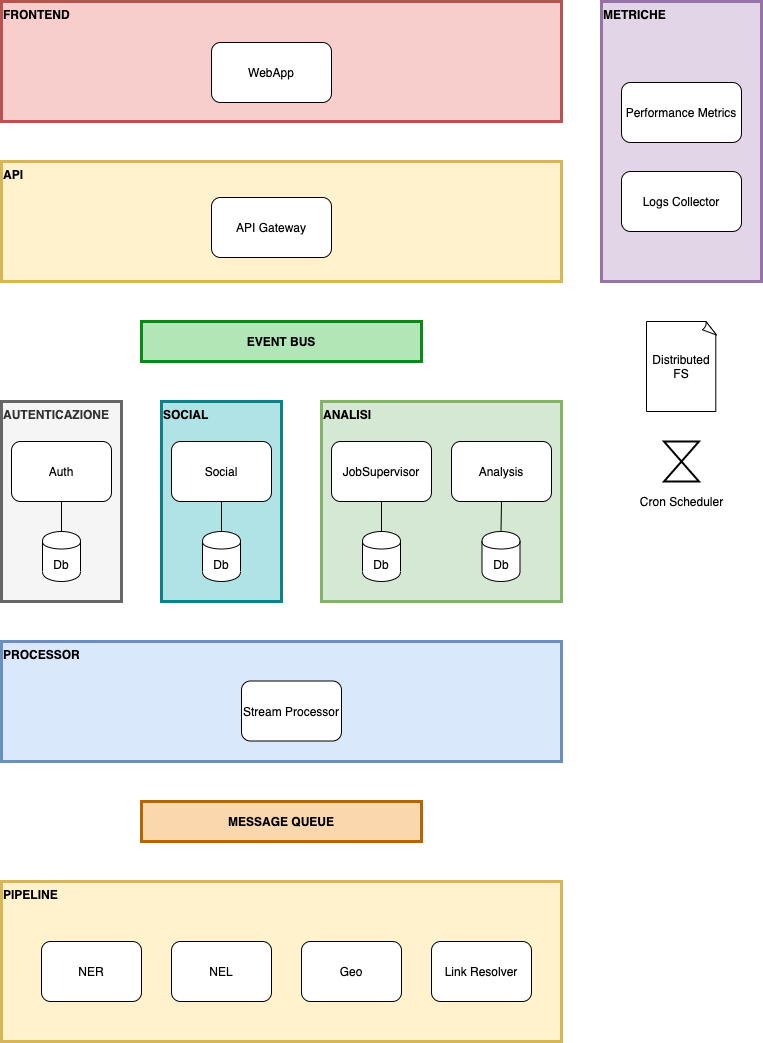 FRONTEND
WebApp
METRICHE
Performance Metrics
Logs Collector
API
API Gateway
EVENT BUS
Distributed
FS
Cron Scheduler
AUTENTICAZIONE
Auth
Db
SOCIAL
Social
Db
ANALISI
JobSupervisor
Db
Analysis
Db
PROCESSOR
Stream Processor
MESSAGE QUEUE
PIPELINE
NER
NEL
Geo
Link Resolver